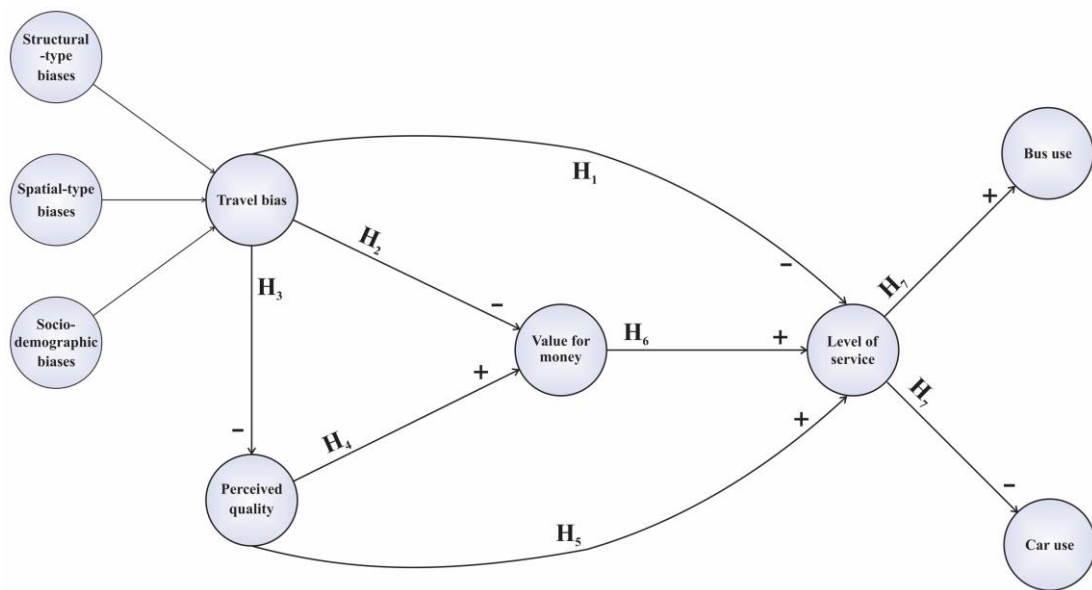 Structural
-type
biases
Spatial-type
biases
Socio-
demographic
biases
Travel bias
H₁
–
H₂
–
H₃
–
Perceived
quality
H₄
+
H₅
+
Value for
money
H₆
+
Level of
service
H₇
+
Bus use
H₇
–
Car use